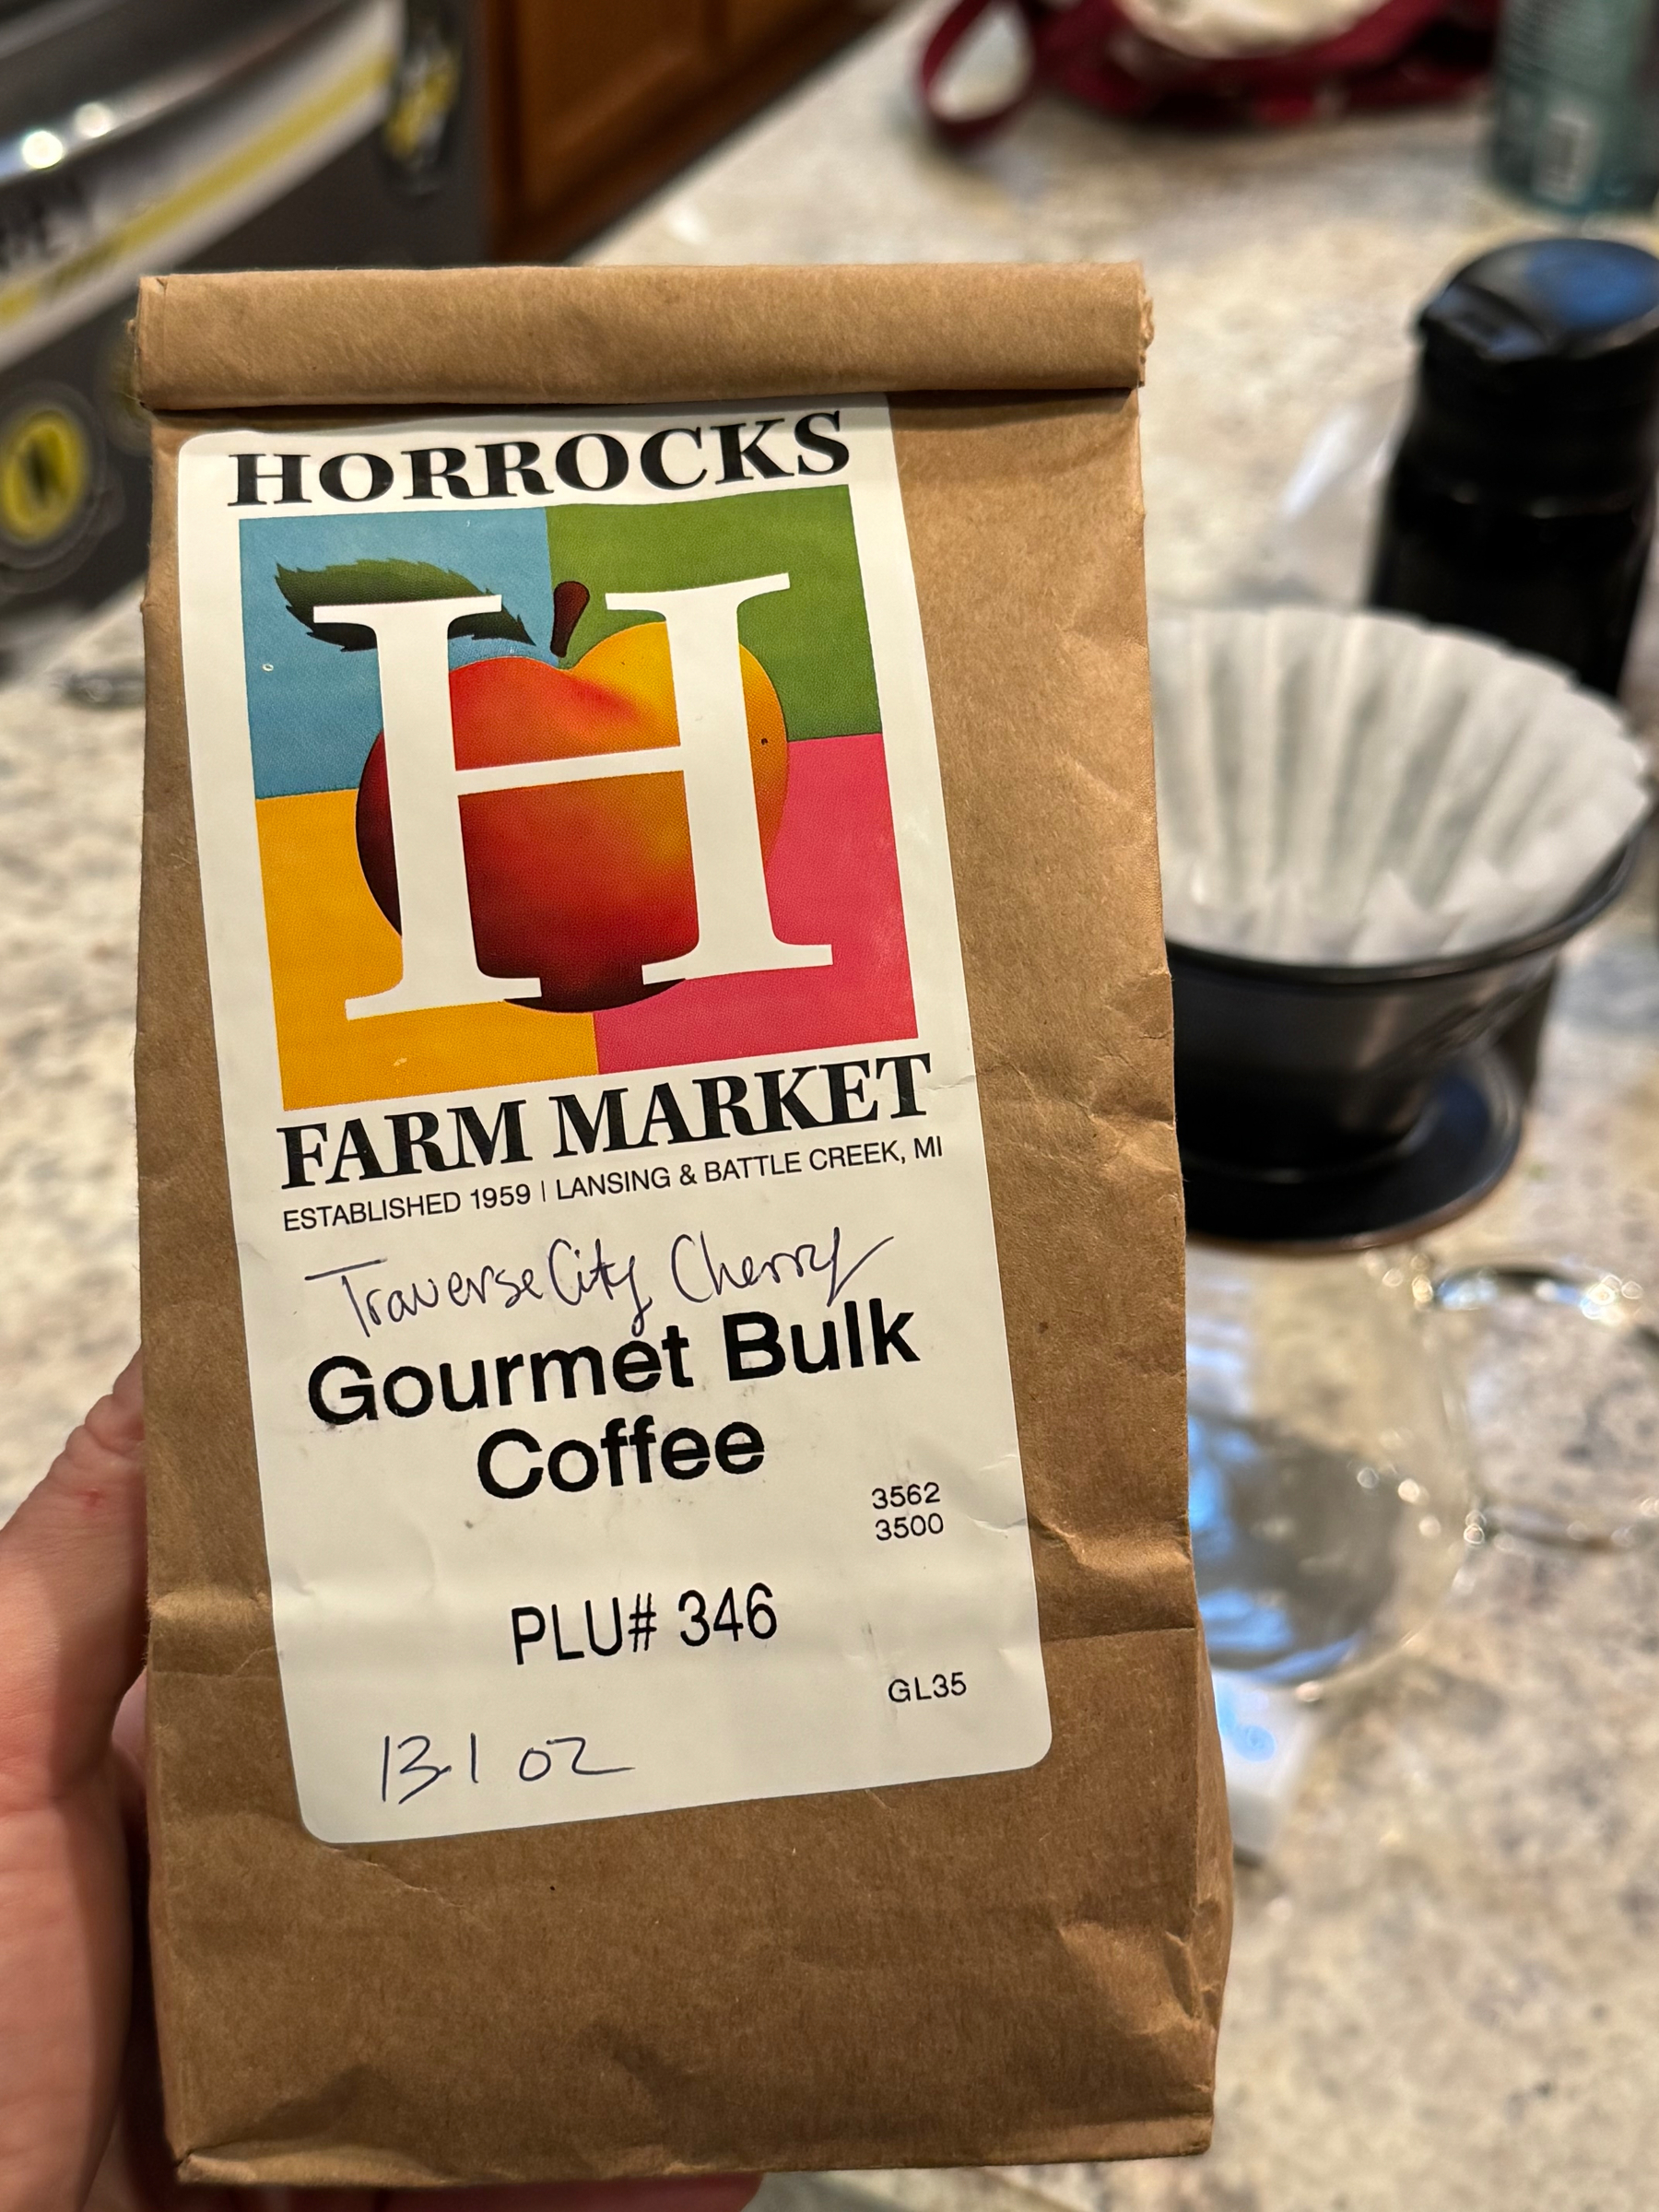 HORROCKS
H
FARM MARKET
ESTABLISHED 1959 | LANSING & BATTLE CREEK, MI
Traverse City Cherry
Gourmet Bulk
Coffee
3562
3500
PLU# 346
GL35
13.1 oz